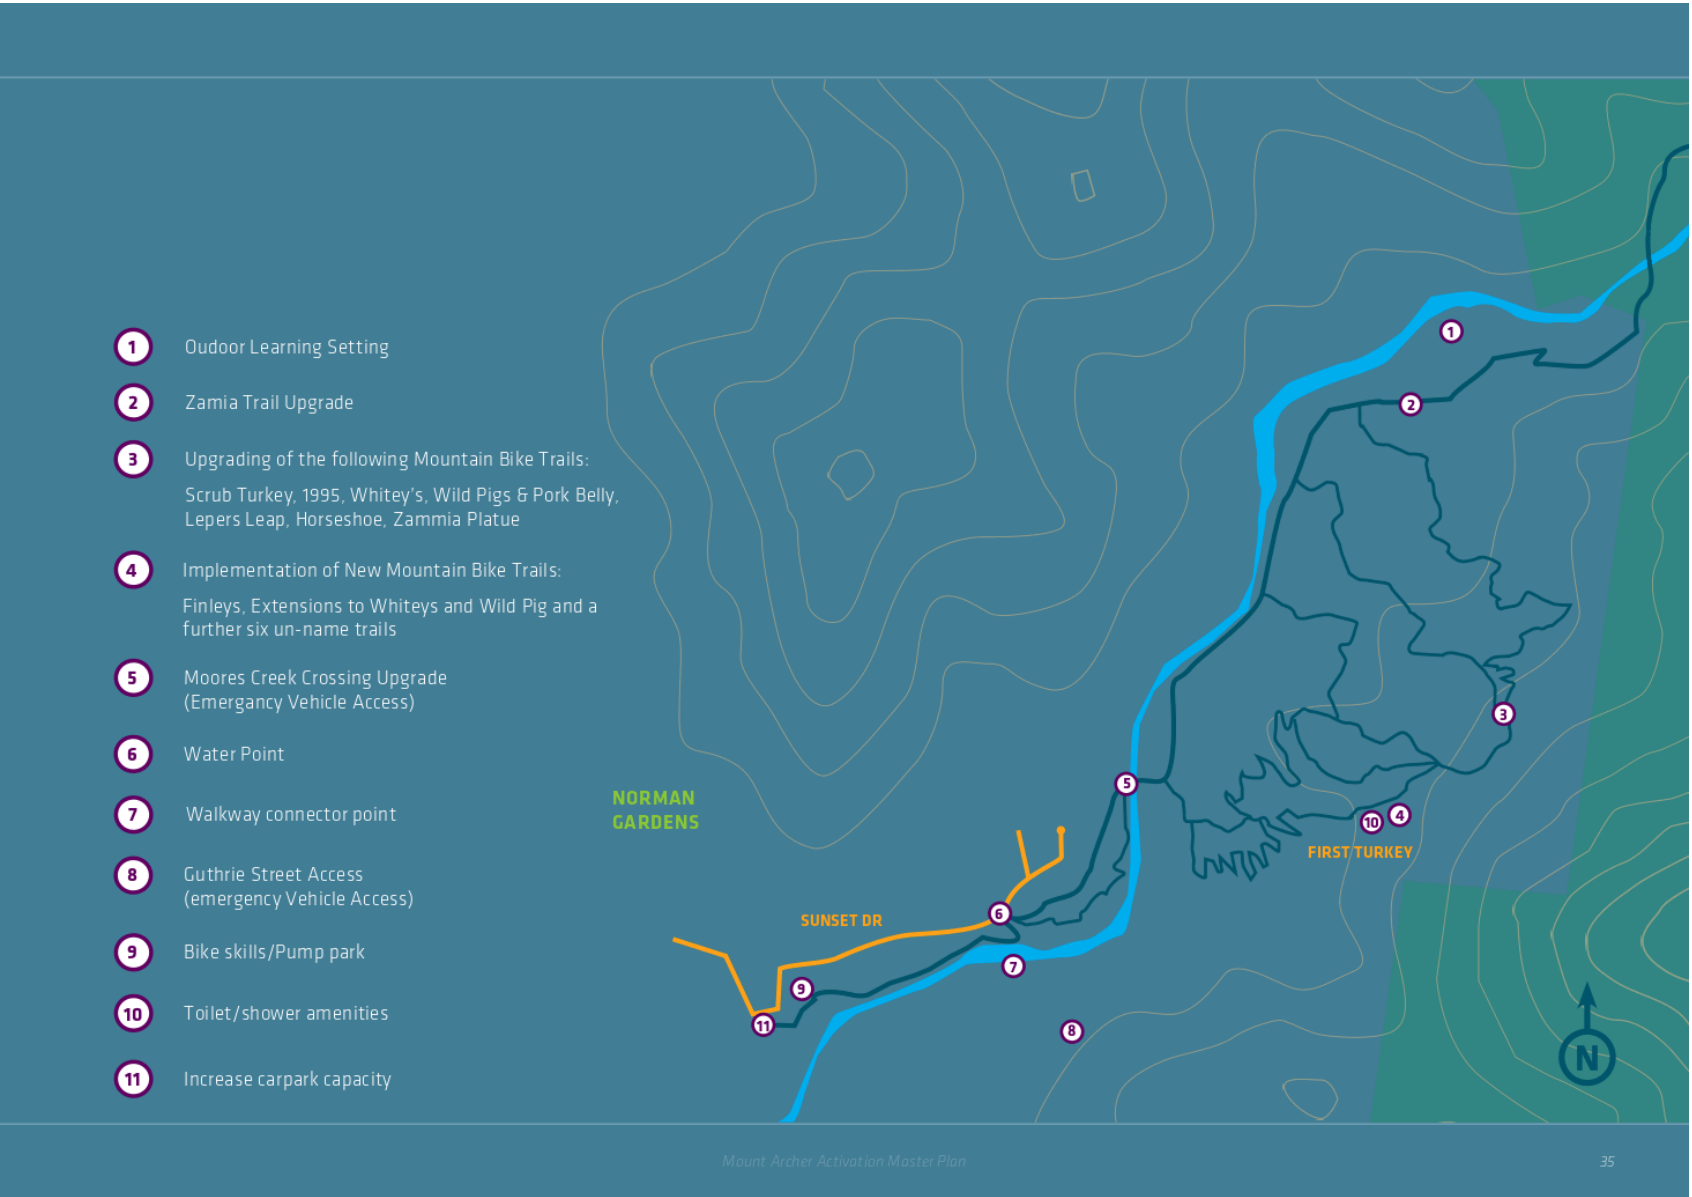 1 Oudoor Learning Setting
2 Zamia Trail Upgrade
3 Upgrading of the following Mountain Bike Trails:
Scrub Turkey, 1995, Whitey's, Wild Pigs & Pork Belly,
Lepers Leap, Horseshoe, Zammia Platue
4 Implementation of New Mountain Bike Trails:
Finleys, Extensions to Whiteys and Wild Pig and a
further six un-name trails
5 Moores Creek Crossing Upgrade
(Emergancy Vehicle Access)
6 Water Point
7 Walkway connector point
8 Guthrie Street Access
(emergency Vehicle Access)
9 Bike skills/Pump park
10 Toilet/shower amenities
11 Increase carpark capacity
1
2
3
NORMAN
GARDENS
5
10 4
FIRST TURKEY
6
SUNSET DR
7
9
11
8
N
Mount Archer Activation Master Plan
35